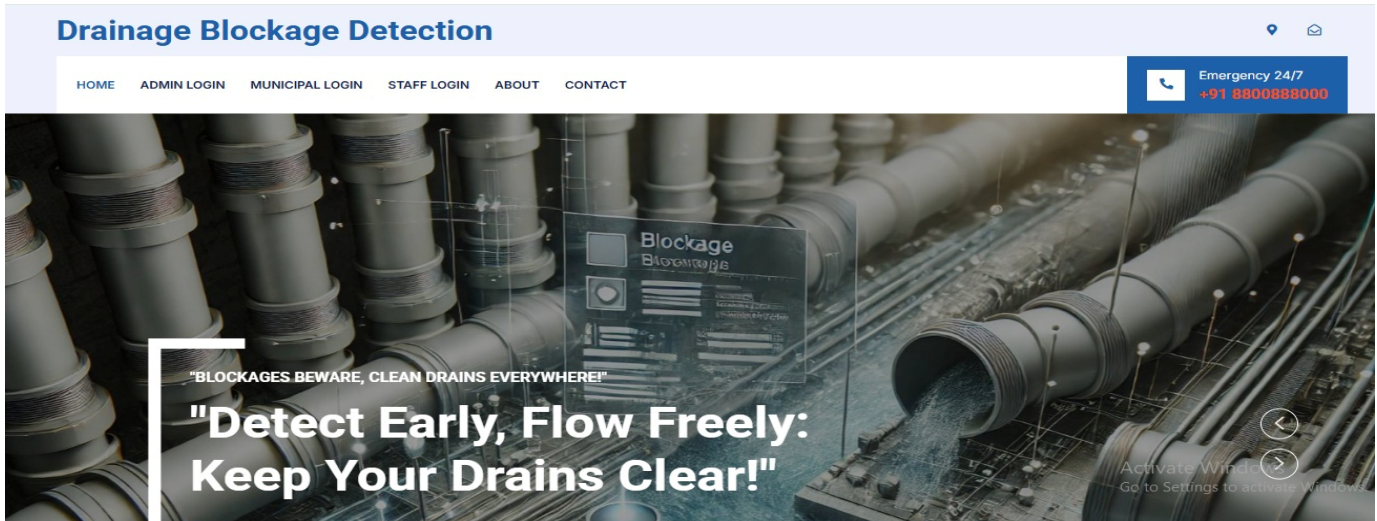 Drainage Blockage Detection
HOME ADMIN LOGIN MUNICIPAL LOGIN STAFF LOGIN ABOUT CONTACT
Emergency 24/7
+91 8800888000
Blockage
"BLOCKAGES BEWARE, CLEAN DRAINS EVERYWHERE!"
"Detect Early, Flow Freely:
Keep Your Drains Clear!"
Activate Windows
Go to Settings to activate Windows.